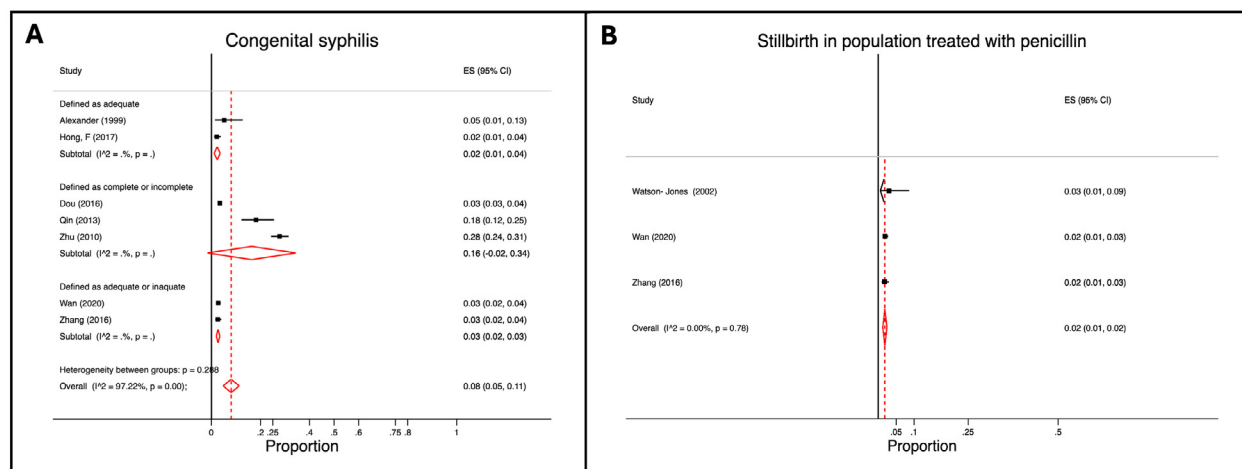 A
Congenital syphilis
Study ES (95% CI)
Defined as adequate
Alexander (1999) 0.05 (0.01, 0.13)
Hong, F (2017) 0.02 (0.01, 0.04)
Subtotal (I^2 = .%, p = .) 0.02 (0.01, 0.04)
Defined as complete or incomplete
Dou (2016) 0.03 (0.03, 0.04)
Qin (2013) 0.18 (0.12, 0.25)
Zhu (2010) 0.28 (0.24, 0.31)
Subtotal (I^2 = .%, p = .) 0.16 (-0.02, 0.34)
Defined as adequate or inaquate
Wan (2020) 0.03 (0.02, 0.04)
Zhang (2016) 0.03 (0.02, 0.04)
Subtotal (I^2 = .%, p = .) 0.03 (0.02, 0.03)
Heterogeneity between groups: p = 0.288
Overall (I^2 = 97.22%, p = 0.00); 0.08 (0.05, 0.11)
0 .2 .25 .4 .5 .6 .75 .8 1
Proportion
B
Stillbirth in population treated with penicillin
Study ES (95% CI)
Watson- Jones (2002) 0.03 (0.01, 0.09)
Wan (2020) 0.02 (0.01, 0.03)
Zhang (2016) 0.02 (0.01, 0.03)
Overall (I^2 = 0.00%, p = 0.78) 0.02 (0.01, 0.02)
.05 .1 .25 .5
Proportion